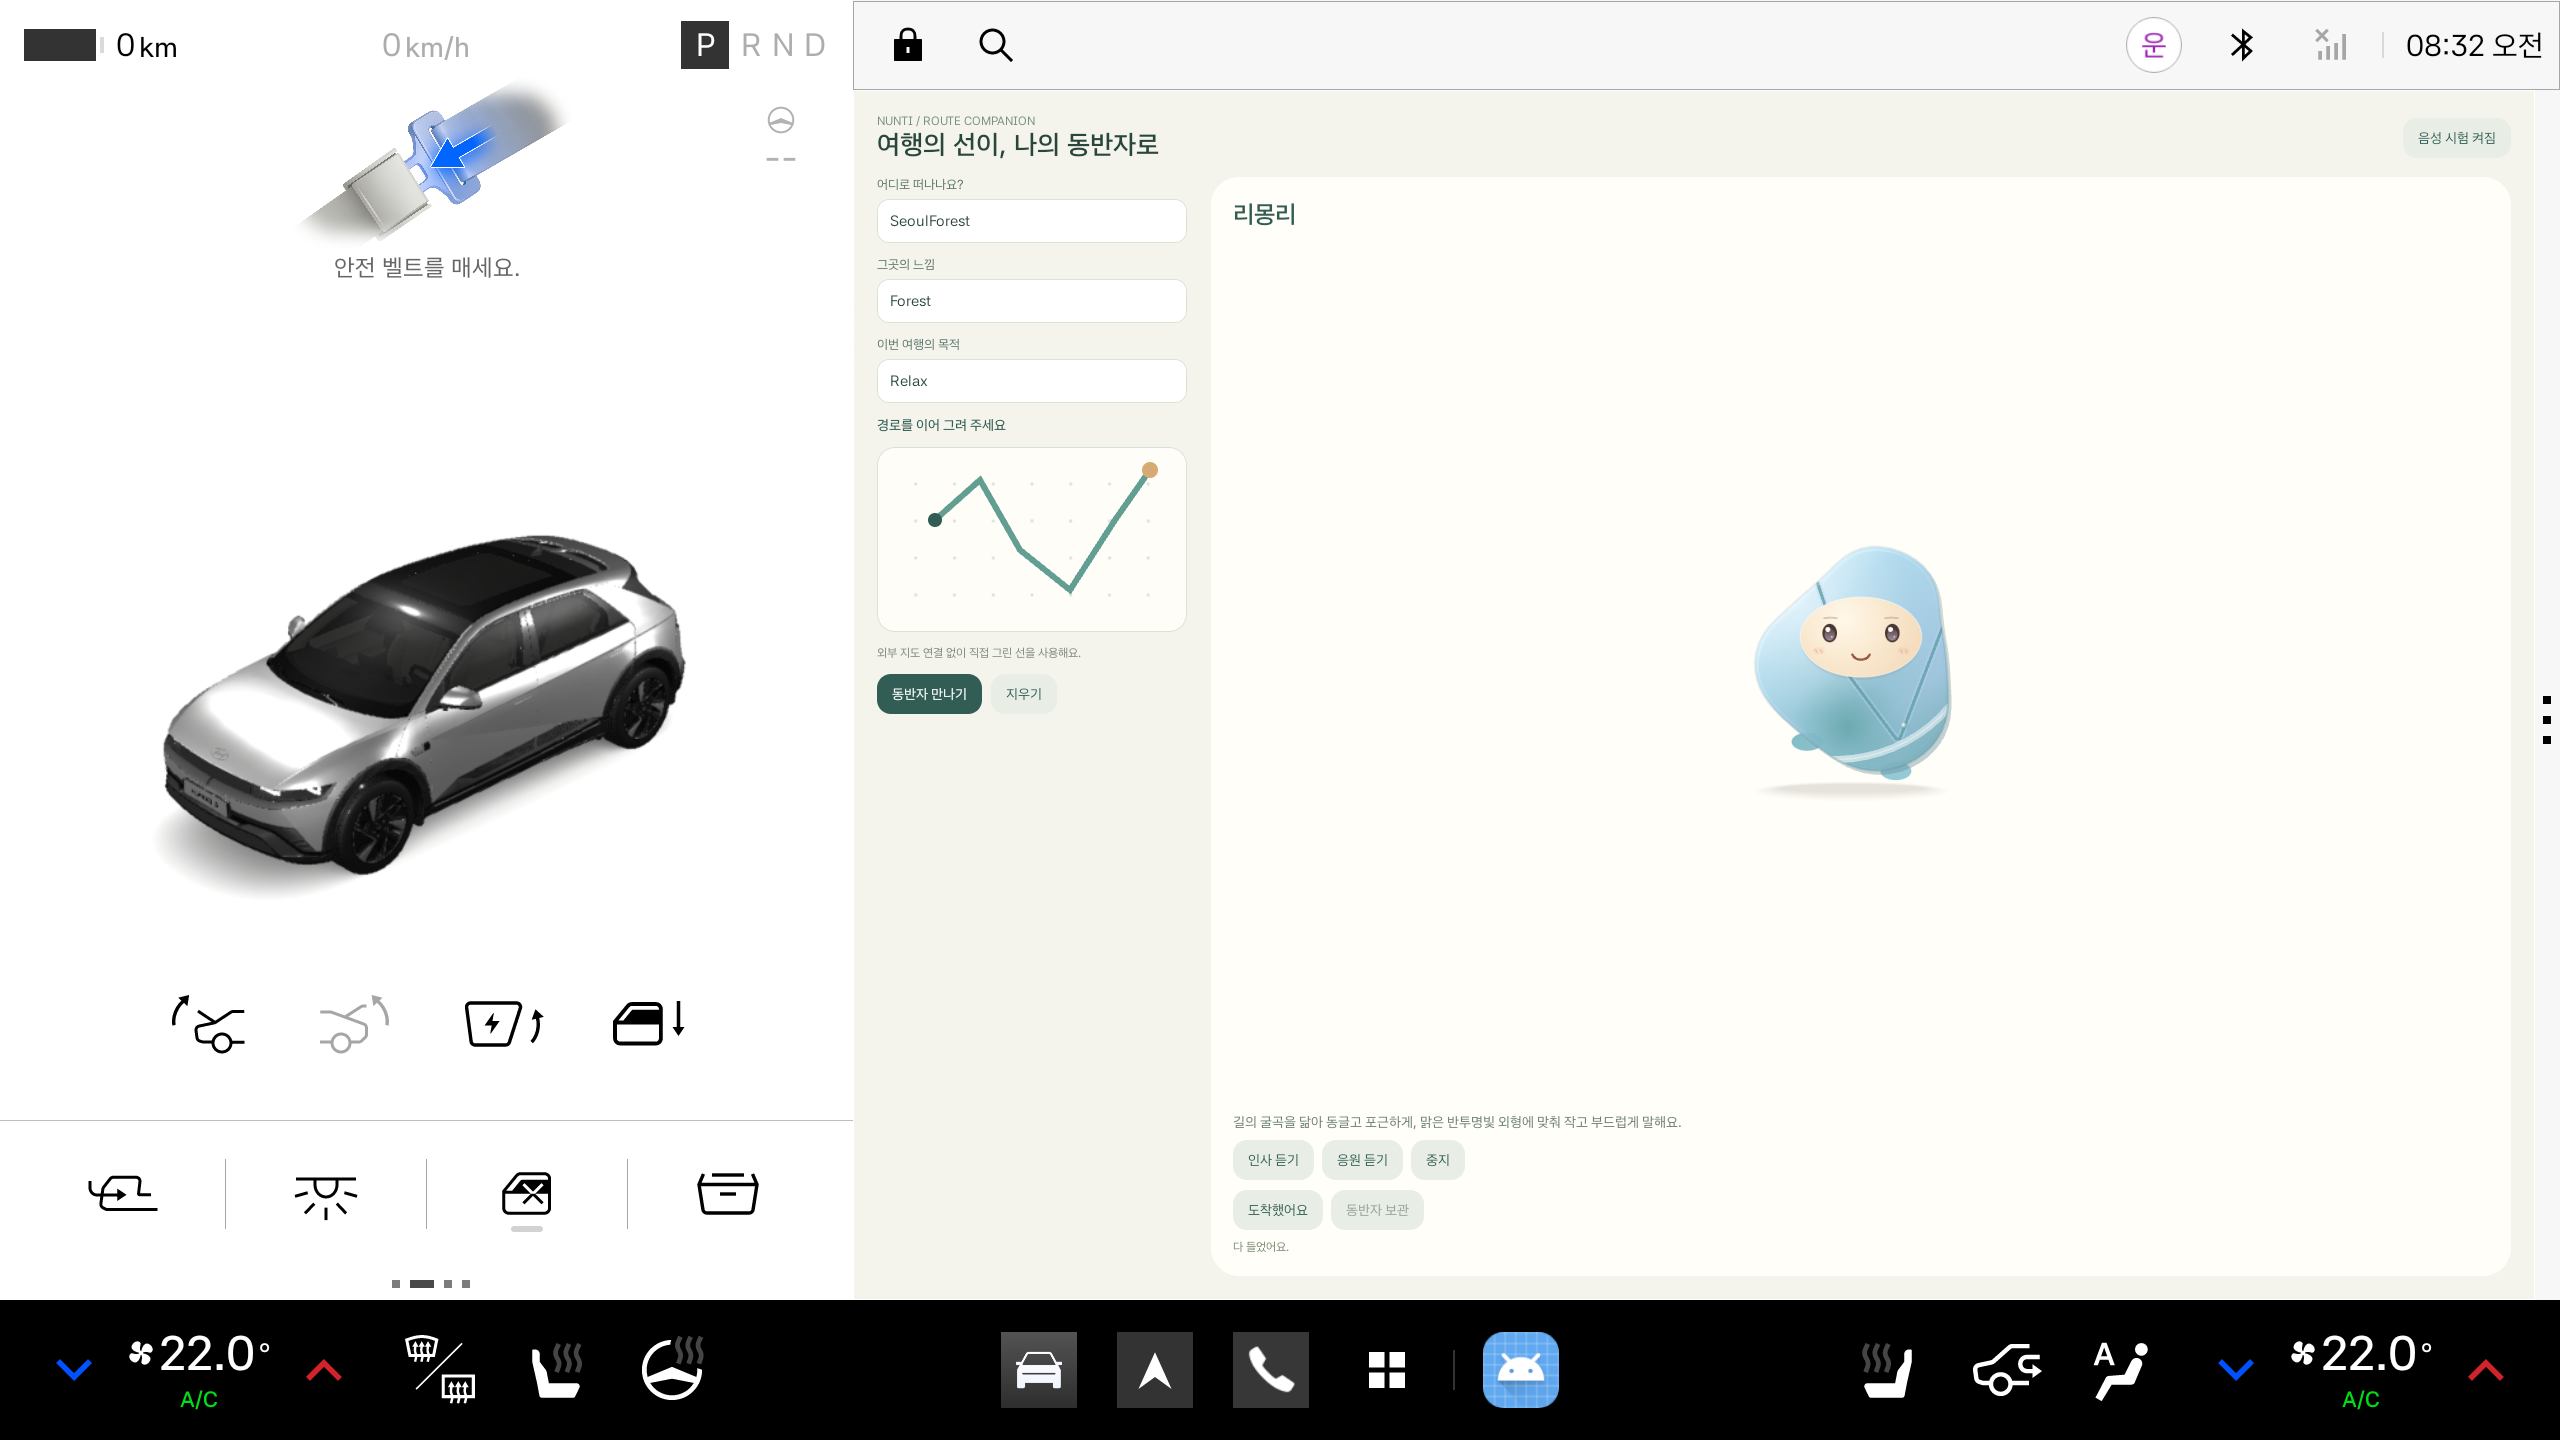 0 km
0 km/h
P R N D
안전 벨트를 매세요.
운
08:32 오전
NUNTI / ROUTE COMPANION
여행의 선이, 나의 동반자로
음성 시험 켜짐
어디로 떠나나요?
SeoulForest
그곳의 느낌
Forest
이번 여행의 목적
Relax
경로를 이어 그려 주세요
외부 지도 연결 없이 직접 그린 선을 사용해요.
동반자 만나기
지우기
리몽리
길의 굴곡을 닮아 동글고 포근하게, 맑은 반투명빛 외형에 맞춰 작고 부드럽게 말해요.
인사 듣기
응원 듣기
중지
도착했어요
동반자 보관
다 들었어요.
22.0°
A/C
A
22.0°
A/C